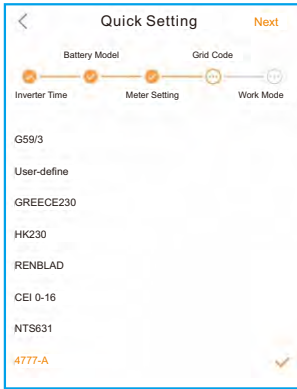 Quick Setting Next
Battery Model Grid Code
Inverter Time Meter Setting Work Mode
G59/3
User-define
GREECE230
HK230
RENBLAD
CEI 0-16
NTS631
4777-A